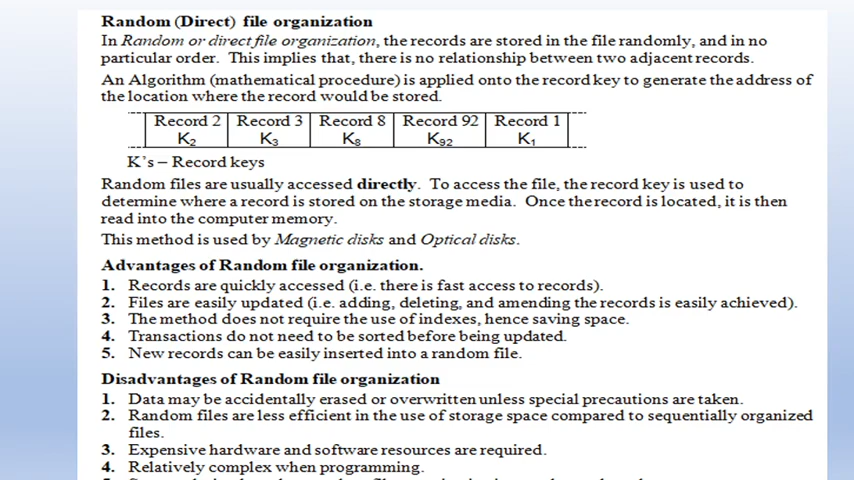 Random (Direct) file organization
In Random or direct file organization, the records are stored in the file randomly, and in no
particular order. This implies that, there is no relationship between two adjacent records.
An Algorithm (mathematical procedure) is applied onto the record key to generate the address of
the location where the record would be stored.
Record 2 Record 3 Record 8 Record 92 Record 1
K2 K3 K8 K92 K1
K's – Record keys
Random files are usually accessed directly. To access the file, the record key is used to
determine where a record is stored on the storage media. Once the record is located, it is then
read into the computer memory.
This method is used by Magnetic disks and Optical disks.
Advantages of Random file organization.
1. Records are quickly accessed (i.e. there is fast access to records).
2. Files are easily updated (i.e. adding, deleting, and amending the records is easily achieved).
3. The method does not require the use of indexes, hence saving space.
4. Transactions do not need to be sorted before being updated.
5. New records can be easily inserted into a random file.
Disadvantages of Random file organization
1. Data may be accidentally erased or overwritten unless special precautions are taken.
2. Random files are less efficient in the use of storage space compared to sequentially organized
files.
3. Expensive hardware and software resources are required.
4. Relatively complex when programming.